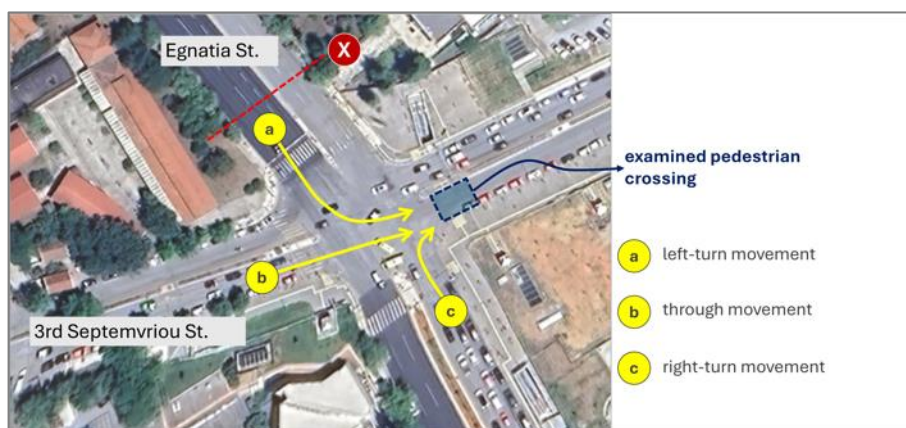 Egnatia St.
X
a
examined pedestrian
crossing
a left-turn movement
b
b through movement
3rd Septemvriou St.
c
c right-turn movement